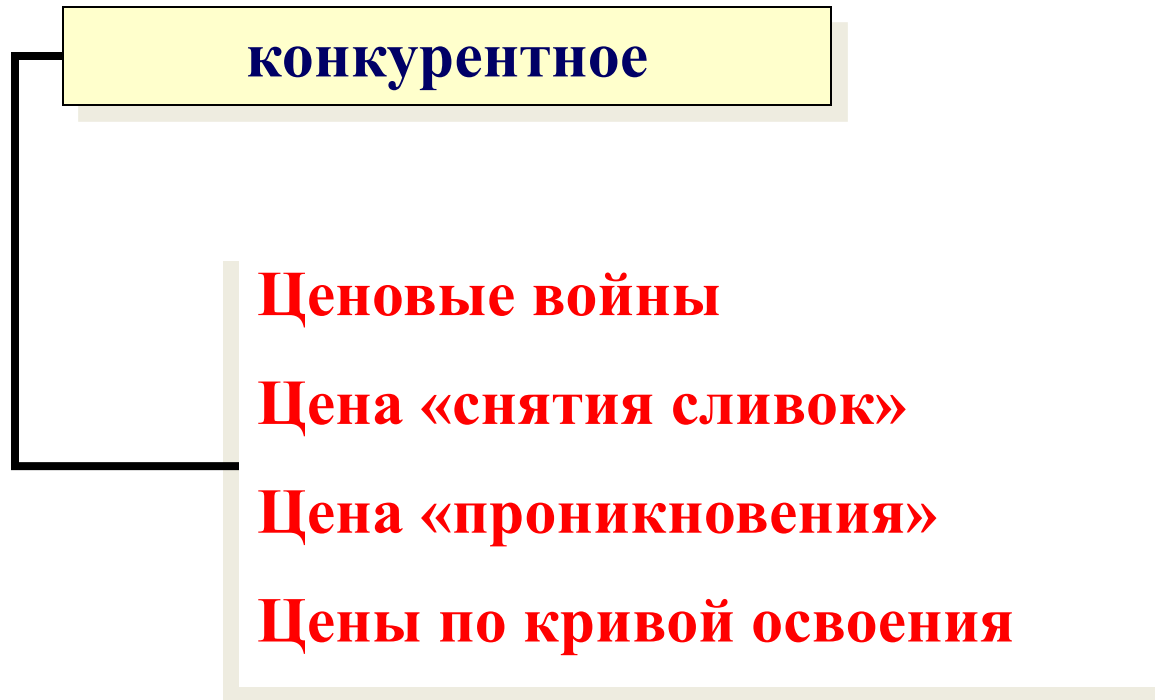 конкурентное
Ценовые войны
Цена «снятия сливок»
Цена «проникновения»
Цены по кривой освоения